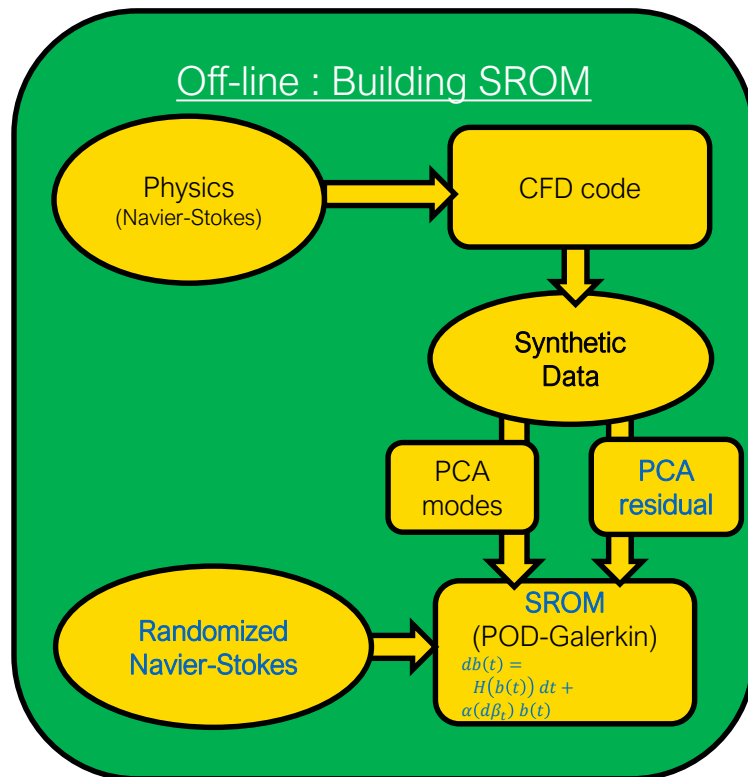 Off-line : Building SROM
Physics
(Navier-Stokes)
CFD code
Synthetic
Data
PCA
modes
PCA
residual
Randomized
Navier-Stokes
SROM
(POD-Galerkin)
db(t) =
H(b(t)) dt +
α(dβₜ) b(t)